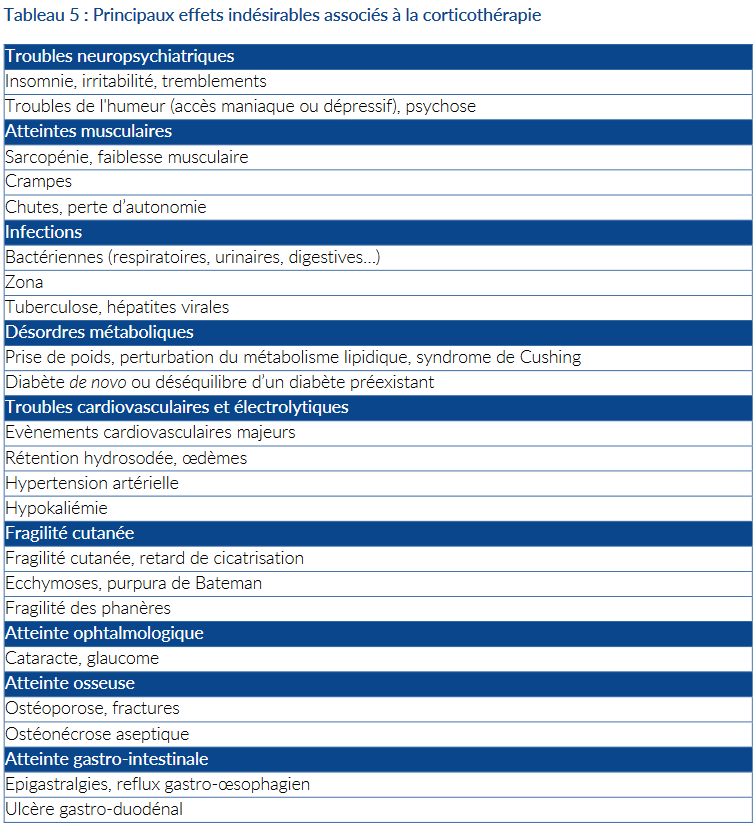 Tableau 5 : Principaux effets indésirables associés à la corticothérapie
Troubles neuropsychiatriques
Insomnie, irritabilité, tremblements
Troubles de l'humeur (accès maniaque ou dépressif), psychose
Atteintes musculaires
Sarcopénie, faiblesse musculaire
Crampes
Chutes, perte d'autonomie
Infections
Bactériennes (respiratoires, urinaires, digestives...)
Zona
Tuberculose, hépatites virales
Désordres métaboliques
Prise de poids, perturbation du métabolisme lipidique, syndrome de Cushing
Diabète de novo ou déséquilibre d'un diabète préexistant
Troubles cardiovasculaires et électrolytiques
Evènements cardiovasculaires majeurs
Rétention hydrosodée, œdèmes
Hypertension artérielle
Hypokaliémie
Fragilité cutanée
Fragilité cutanée, retard de cicatrisation
Ecchymoses, purpura de Bateman
Fragilité des phanères
Atteinte ophtalmologique
Cataracte, glaucome
Atteinte osseuse
Ostéoporose, fractures
Ostéonécrose aseptique
Atteinte gastro-intestinale
Epigastralgies, reflux gastro-œsophagien
Ulcère gastro-duodénal